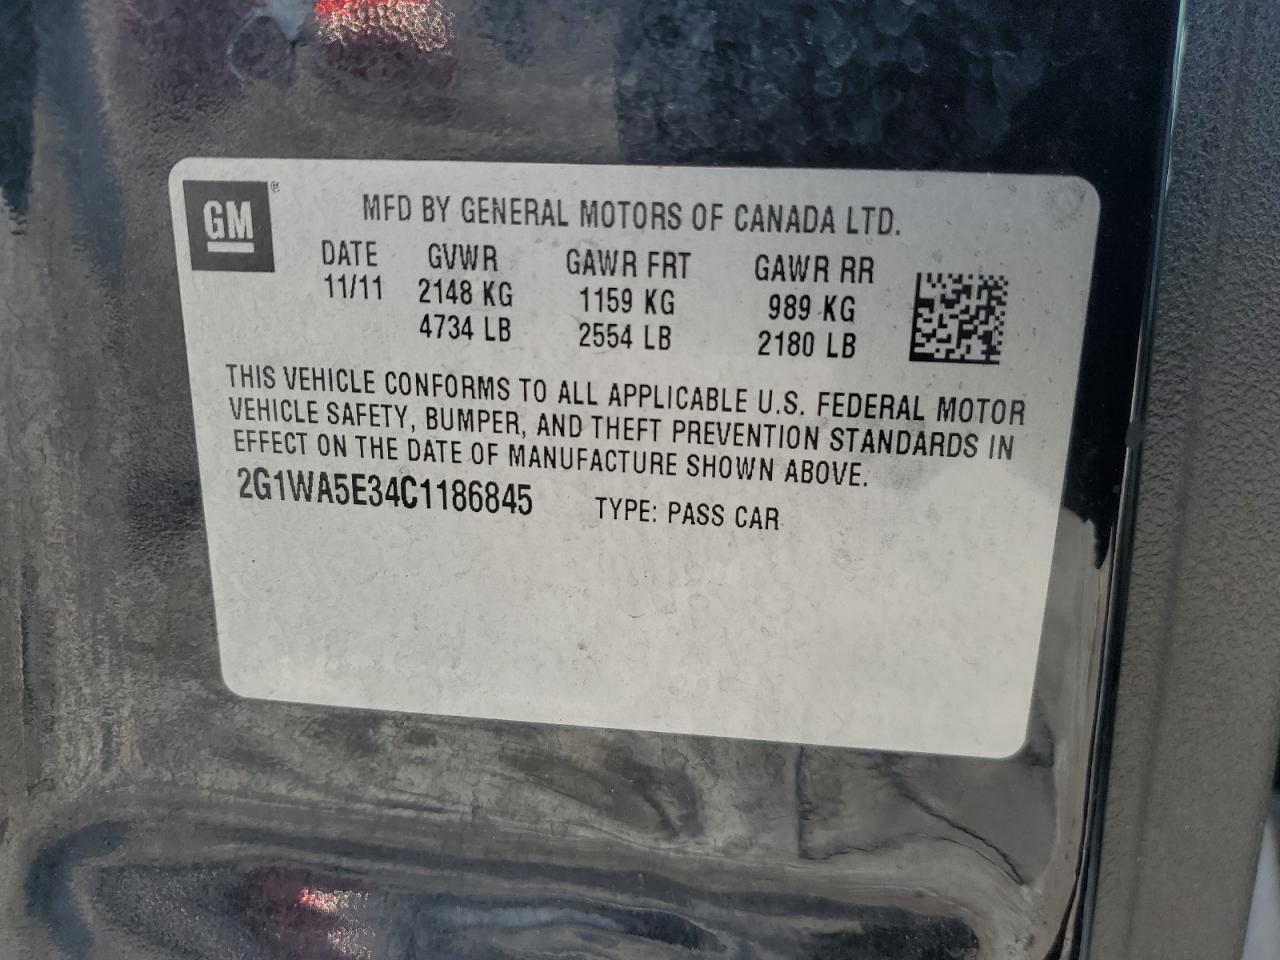 GM®
MFD BY GENERAL MOTORS OF CANADA LTD.
DATE GVWR GAWR FRT GAWR RR
11/11 2148 KG 1159 KG 989 KG
4734 LB 2554 LB 2180 LB
THIS VEHICLE CONFORMS TO ALL APPLICABLE U.S. FEDERAL MOTOR
VEHICLE SAFETY, BUMPER, AND THEFT PREVENTION STANDARDS IN
EFFECT ON THE DATE OF MANUFACTURE SHOWN ABOVE.
2G1WA5E34C1186845 TYPE: PASS CAR